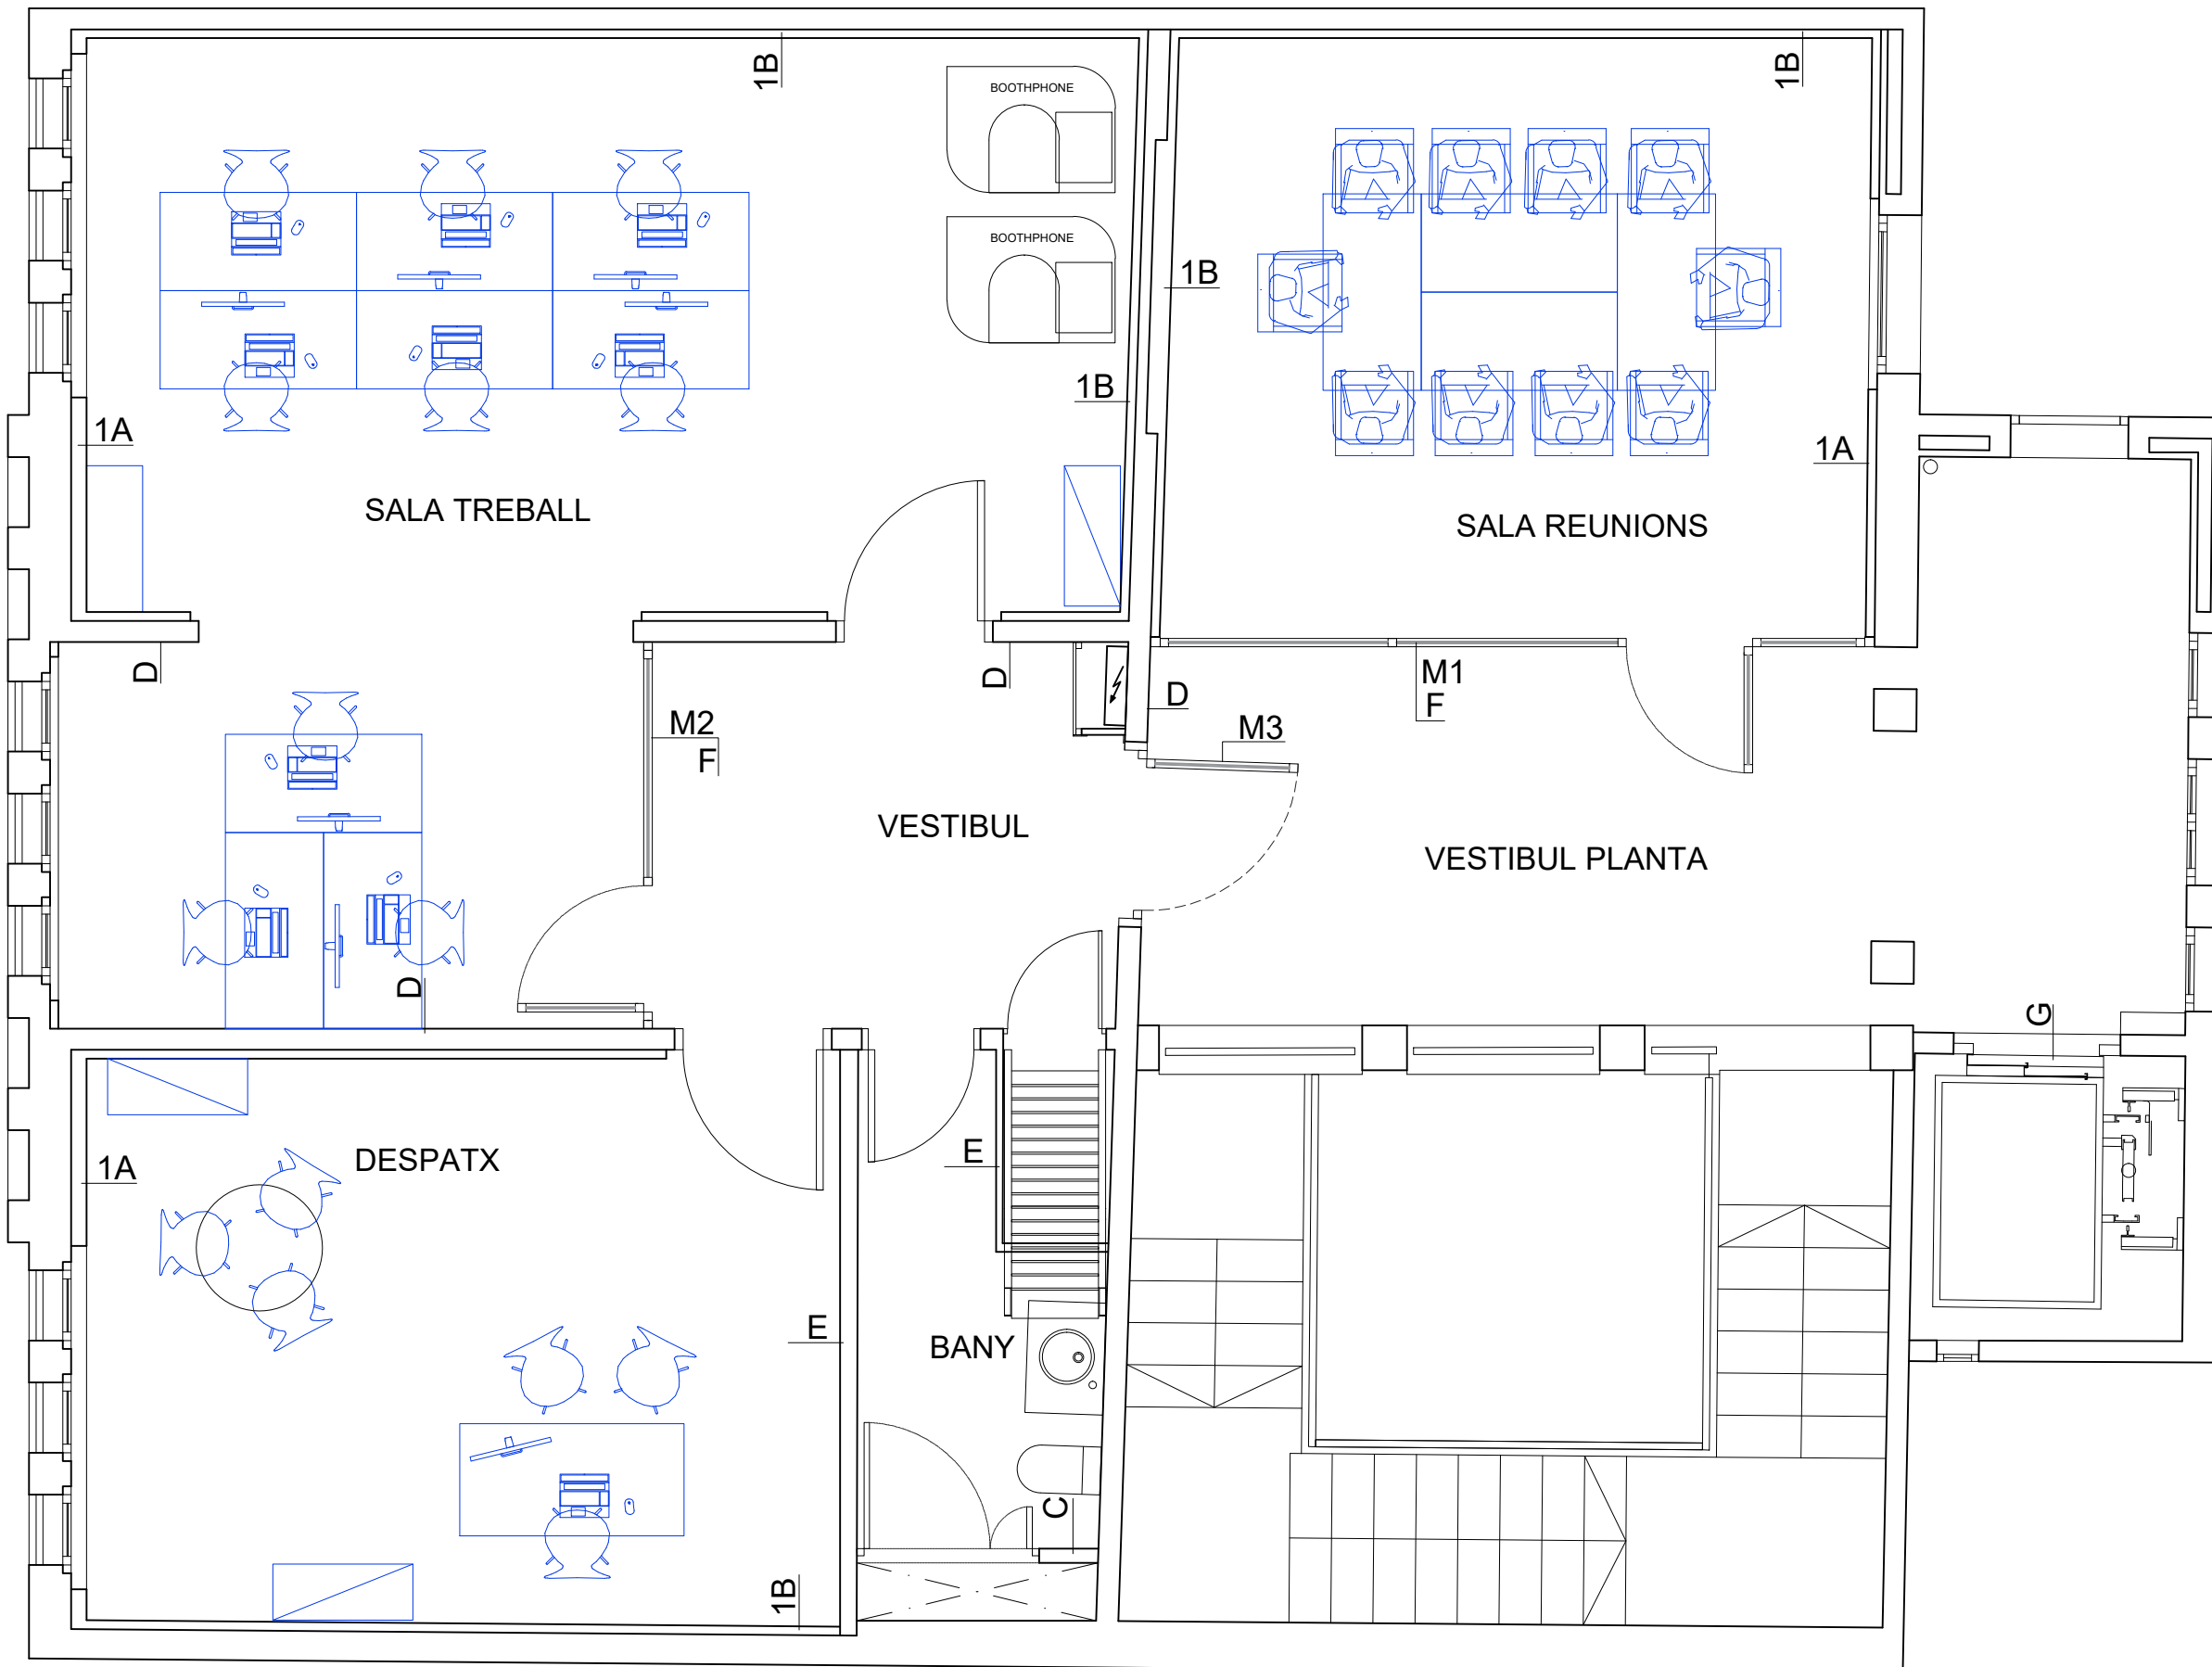 1B
1B
BOOTHPHONE
BOOTHPHONE
1B
1B
1A
1A
SALA TREBALL
SALA REUNIONS
D
D
M1
F
D
M2
F
M3
VESTIBUL
VESTIBUL PLANTA
D
G
E
DESPATX
1A
E
BANY
C
1B